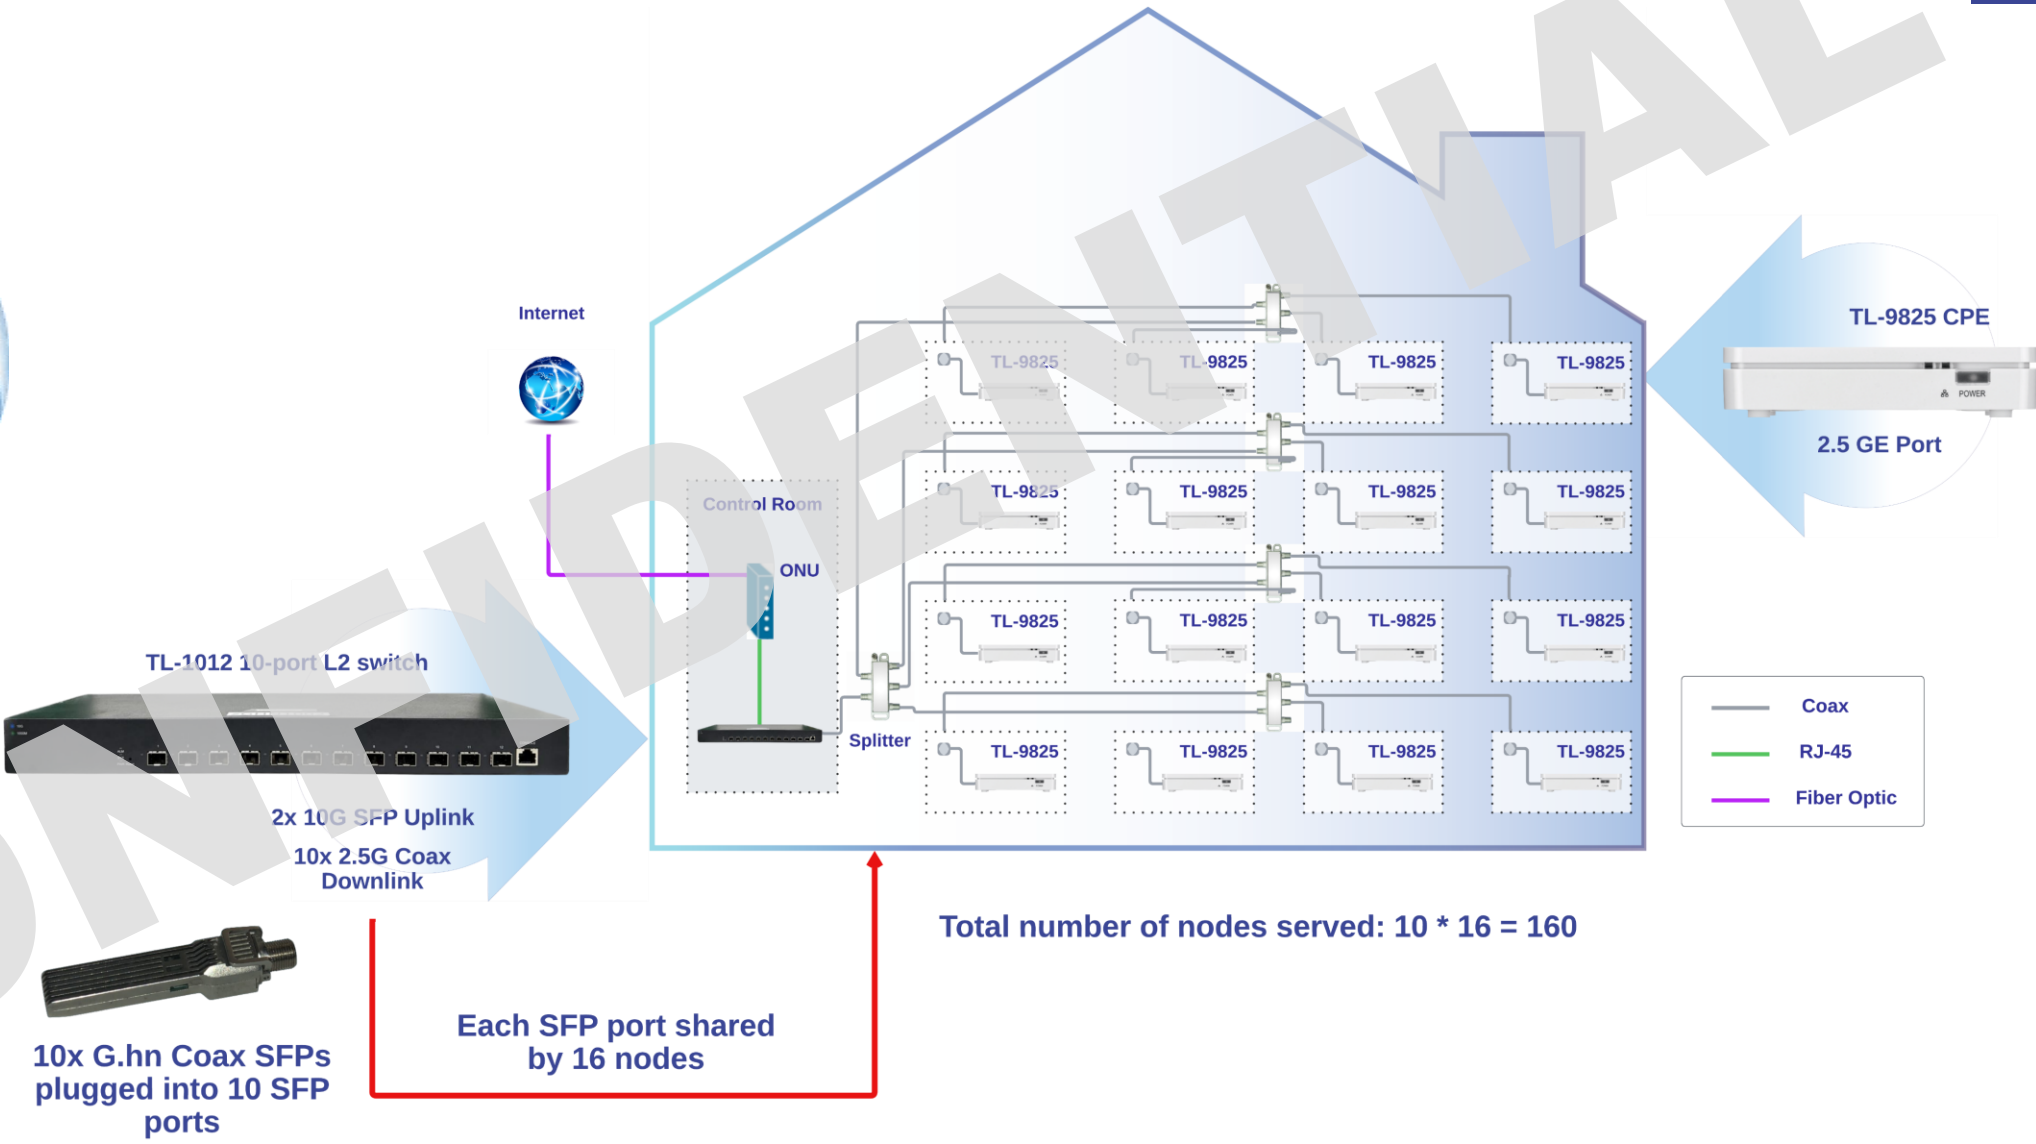 CONFIDENTIAL
Internet
TL-9825 CPE
POWER
2.5 GE Port
TL-9825 TL-9825 TL-9825 TL-9825
TL-9825 TL-9825 TL-9825 TL-9825
Control Room
ONU
TL-9825 TL-9825 TL-9825 TL-9825
TL-1012 10-port L2 switch
Splitter
TL-9825 TL-9825 TL-9825 TL-9825
Coax
RJ-45
Fiber Optic
2x 10G SFP Uplink
10x 2.5G Coax
Downlink
Total number of nodes served: 10 * 16 = 160
Each SFP port shared
by 16 nodes
10x G.hn Coax SFPs
plugged into 10 SFP
ports